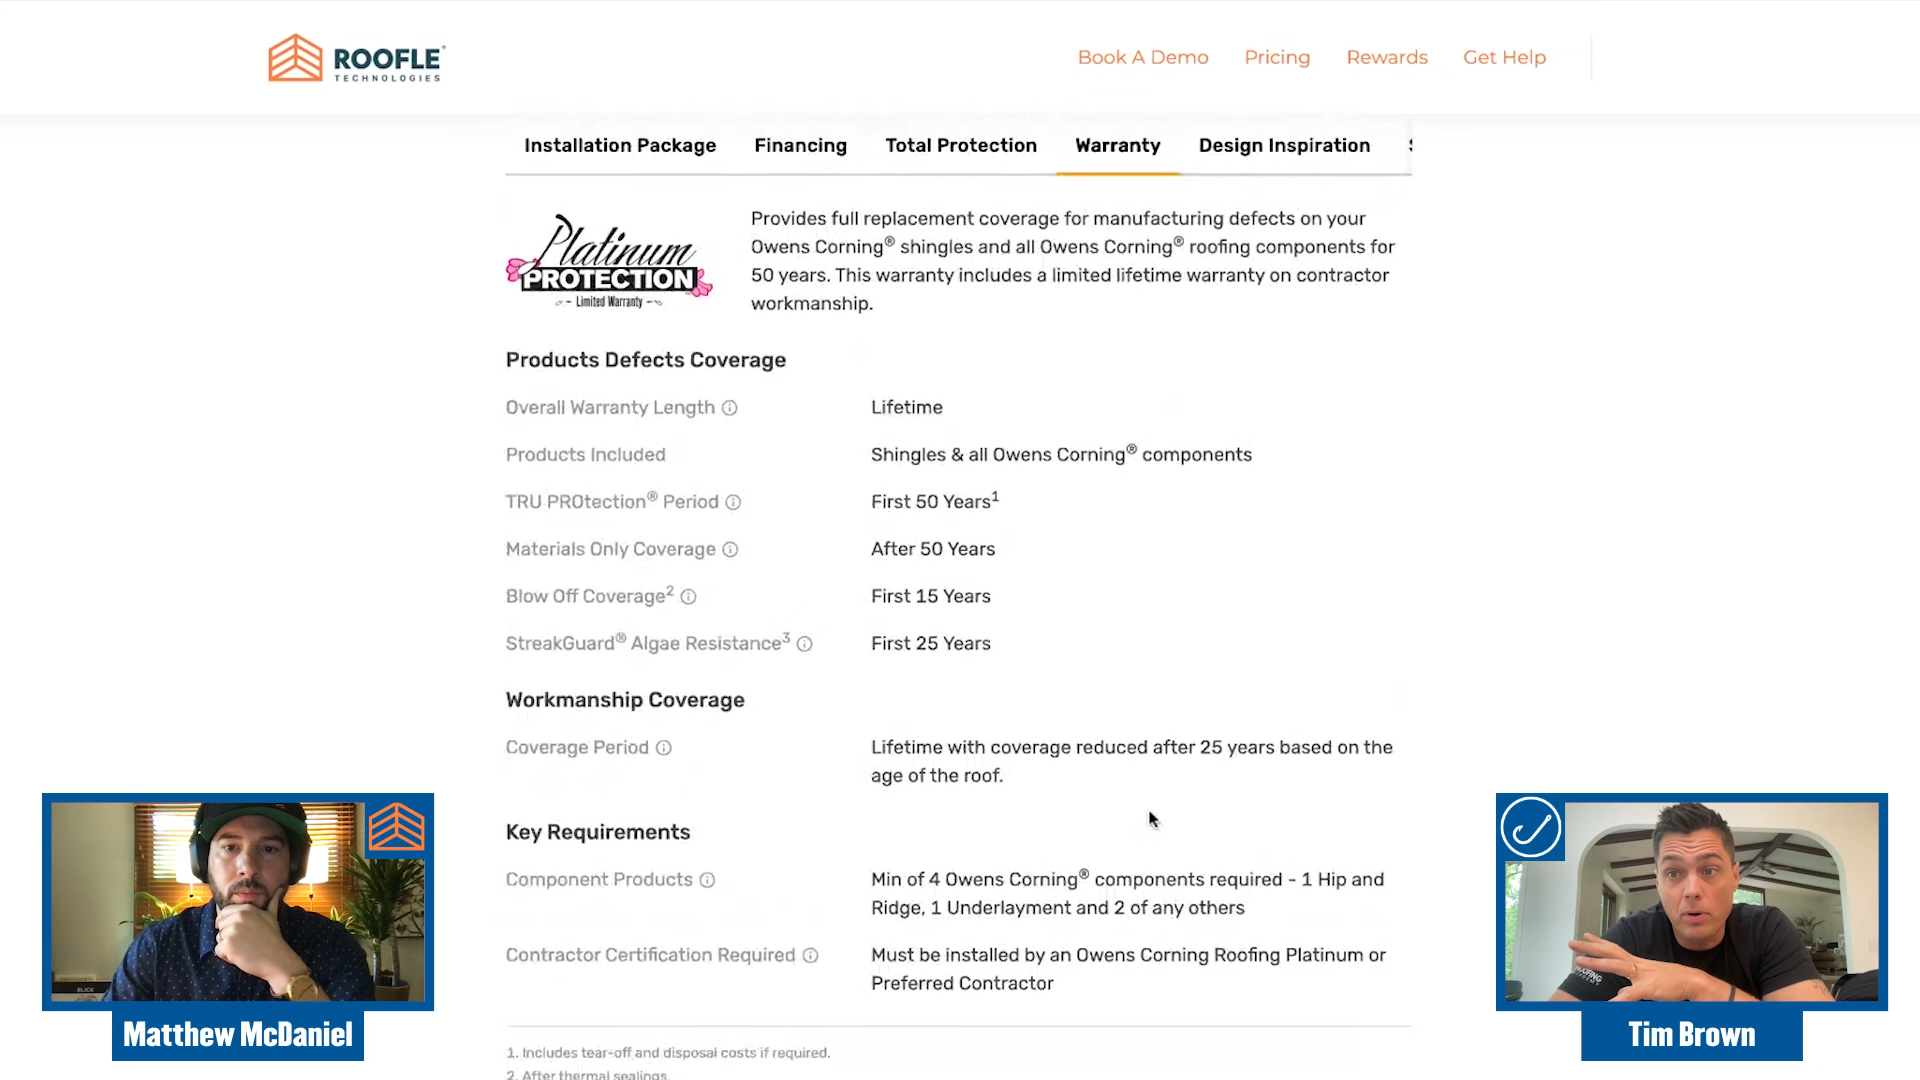 ROOFLE®
TECHNOLOGIES
Book A Demo Pricing Rewards Get Help
Installation Package Financing Total Protection Warranty Design Inspiration
Platinum
PROTECTION
Limited Warranty
Provides full replacement coverage for manufacturing defects on your
Owens Corning® shingles and all Owens Corning® roofing components for
50 years. This warranty includes a limited lifetime warranty on contractor
workmanship.
Products Defects Coverage
Overall Warranty Length Lifetime
Products Included Shingles & all Owens Corning® components
TRU PROtection® Period First 50 Years¹
Materials Only Coverage After 50 Years
Blow Off Coverage² First 15 Years
StreakGuard® Algae Resistance³ First 25 Years
Workmanship Coverage
Coverage Period Lifetime with coverage reduced after 25 years based on the
age of the roof.
Key Requirements
Component Products Min of 4 Owens Corning® components required - 1 Hip and
Ridge, 1 Underlayment and 2 of any others
Contractor Certification Required Must be installed by an Owens Corning Roofing Platinum or
Preferred Contractor
1. Includes tear-off and disposal costs if required.
2. After thermal sealings.
BLICK
Matthew McDaniel
ROOFING
Tim Brown